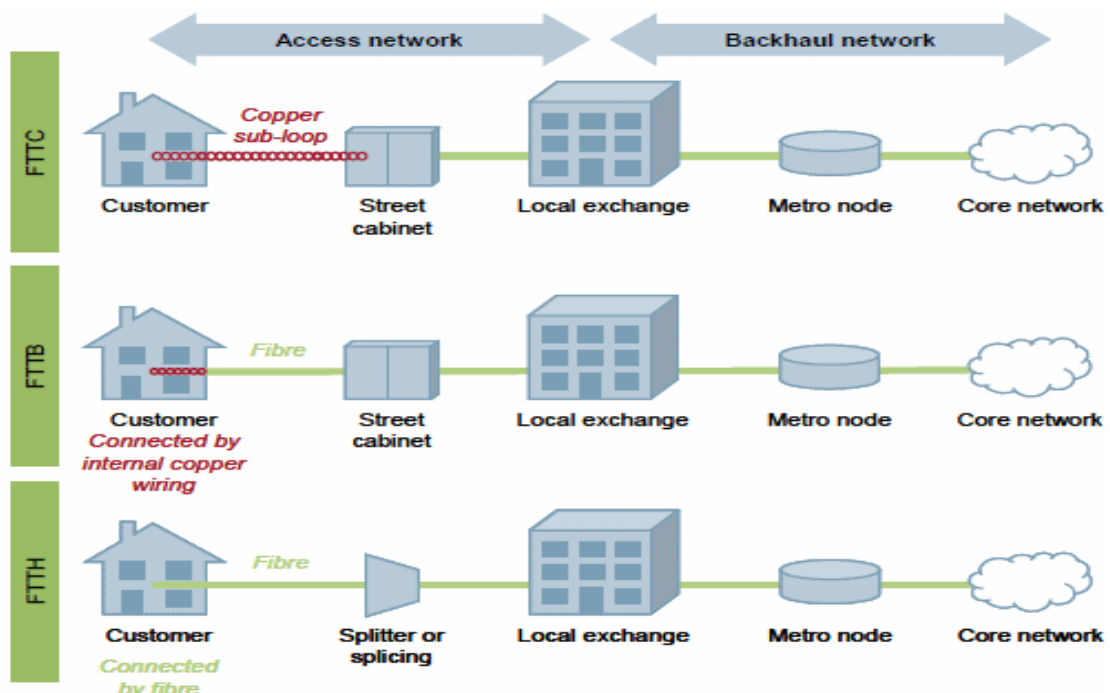 Access network
Backhaul network
FTTC
Copper
sub-loop
Customer
Street
cabinet
Local exchange
Metro node
Core network
FTTB
Fibre
Customer
Connected by
internal copper
wiring
Street
cabinet
Local exchange
Metro node
Core network
FTTH
Fibre
Customer
Connected
by fibre
Splitter or
splicing
Local exchange
Metro node
Core network